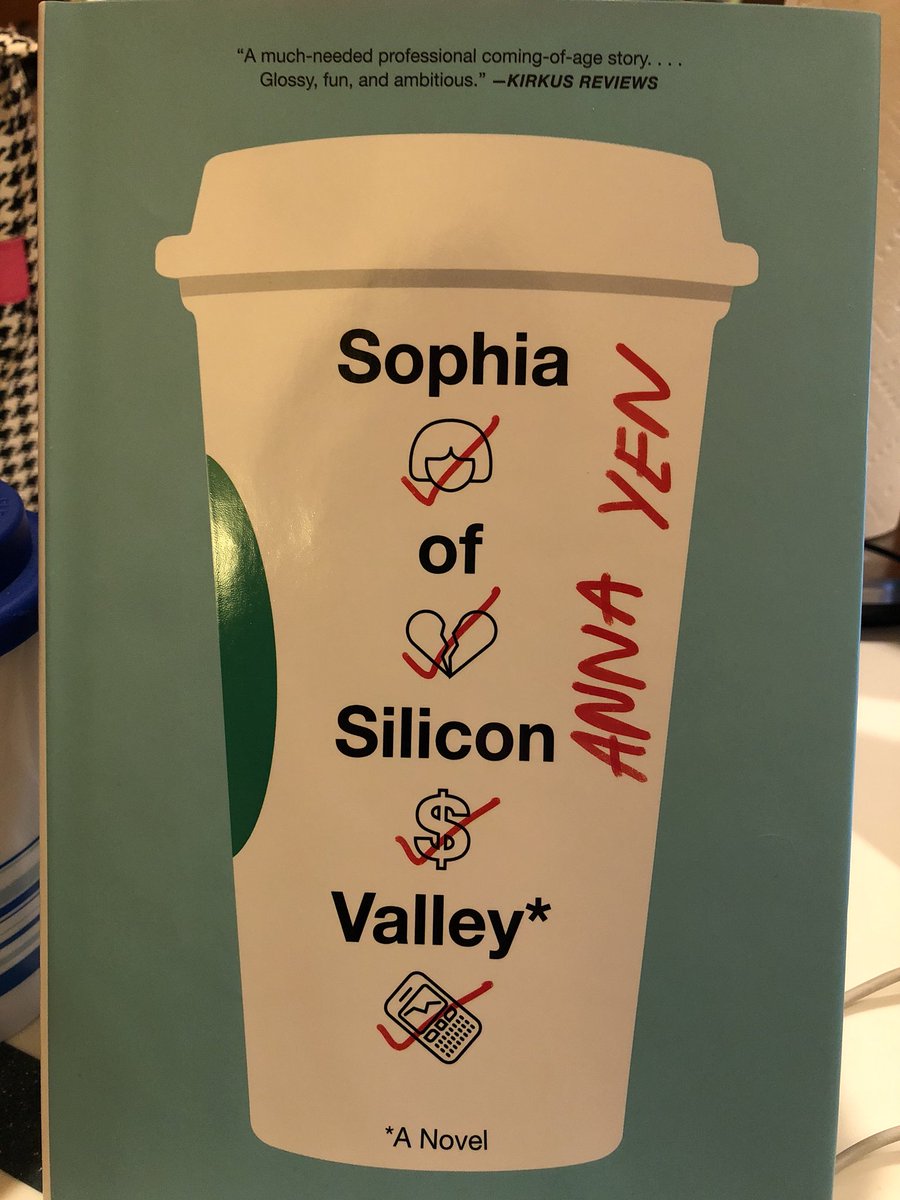 “A much-needed professional coming-of-age story. . . .
Glossy, fun, and ambitious.” —KIRKUS REVIEWS
Sophia
of
Silicon
Valley*
ANNA YEN
*A Novel